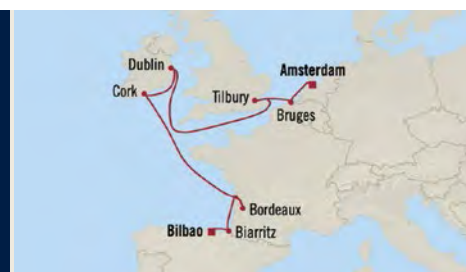 Dublin
Amsterdam
Cork
Tilbury
Bruges
Bordeaux
Bilbao
Biarritz